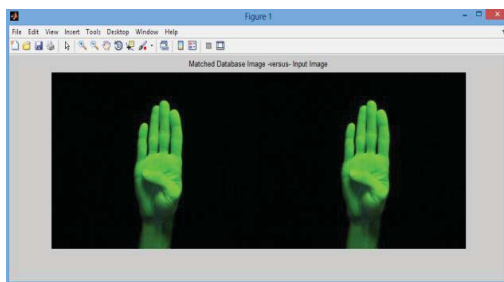 Figure 1
File Edit View Insert Tools Desktop Window Help
Matched Database Image -versus- Input Image